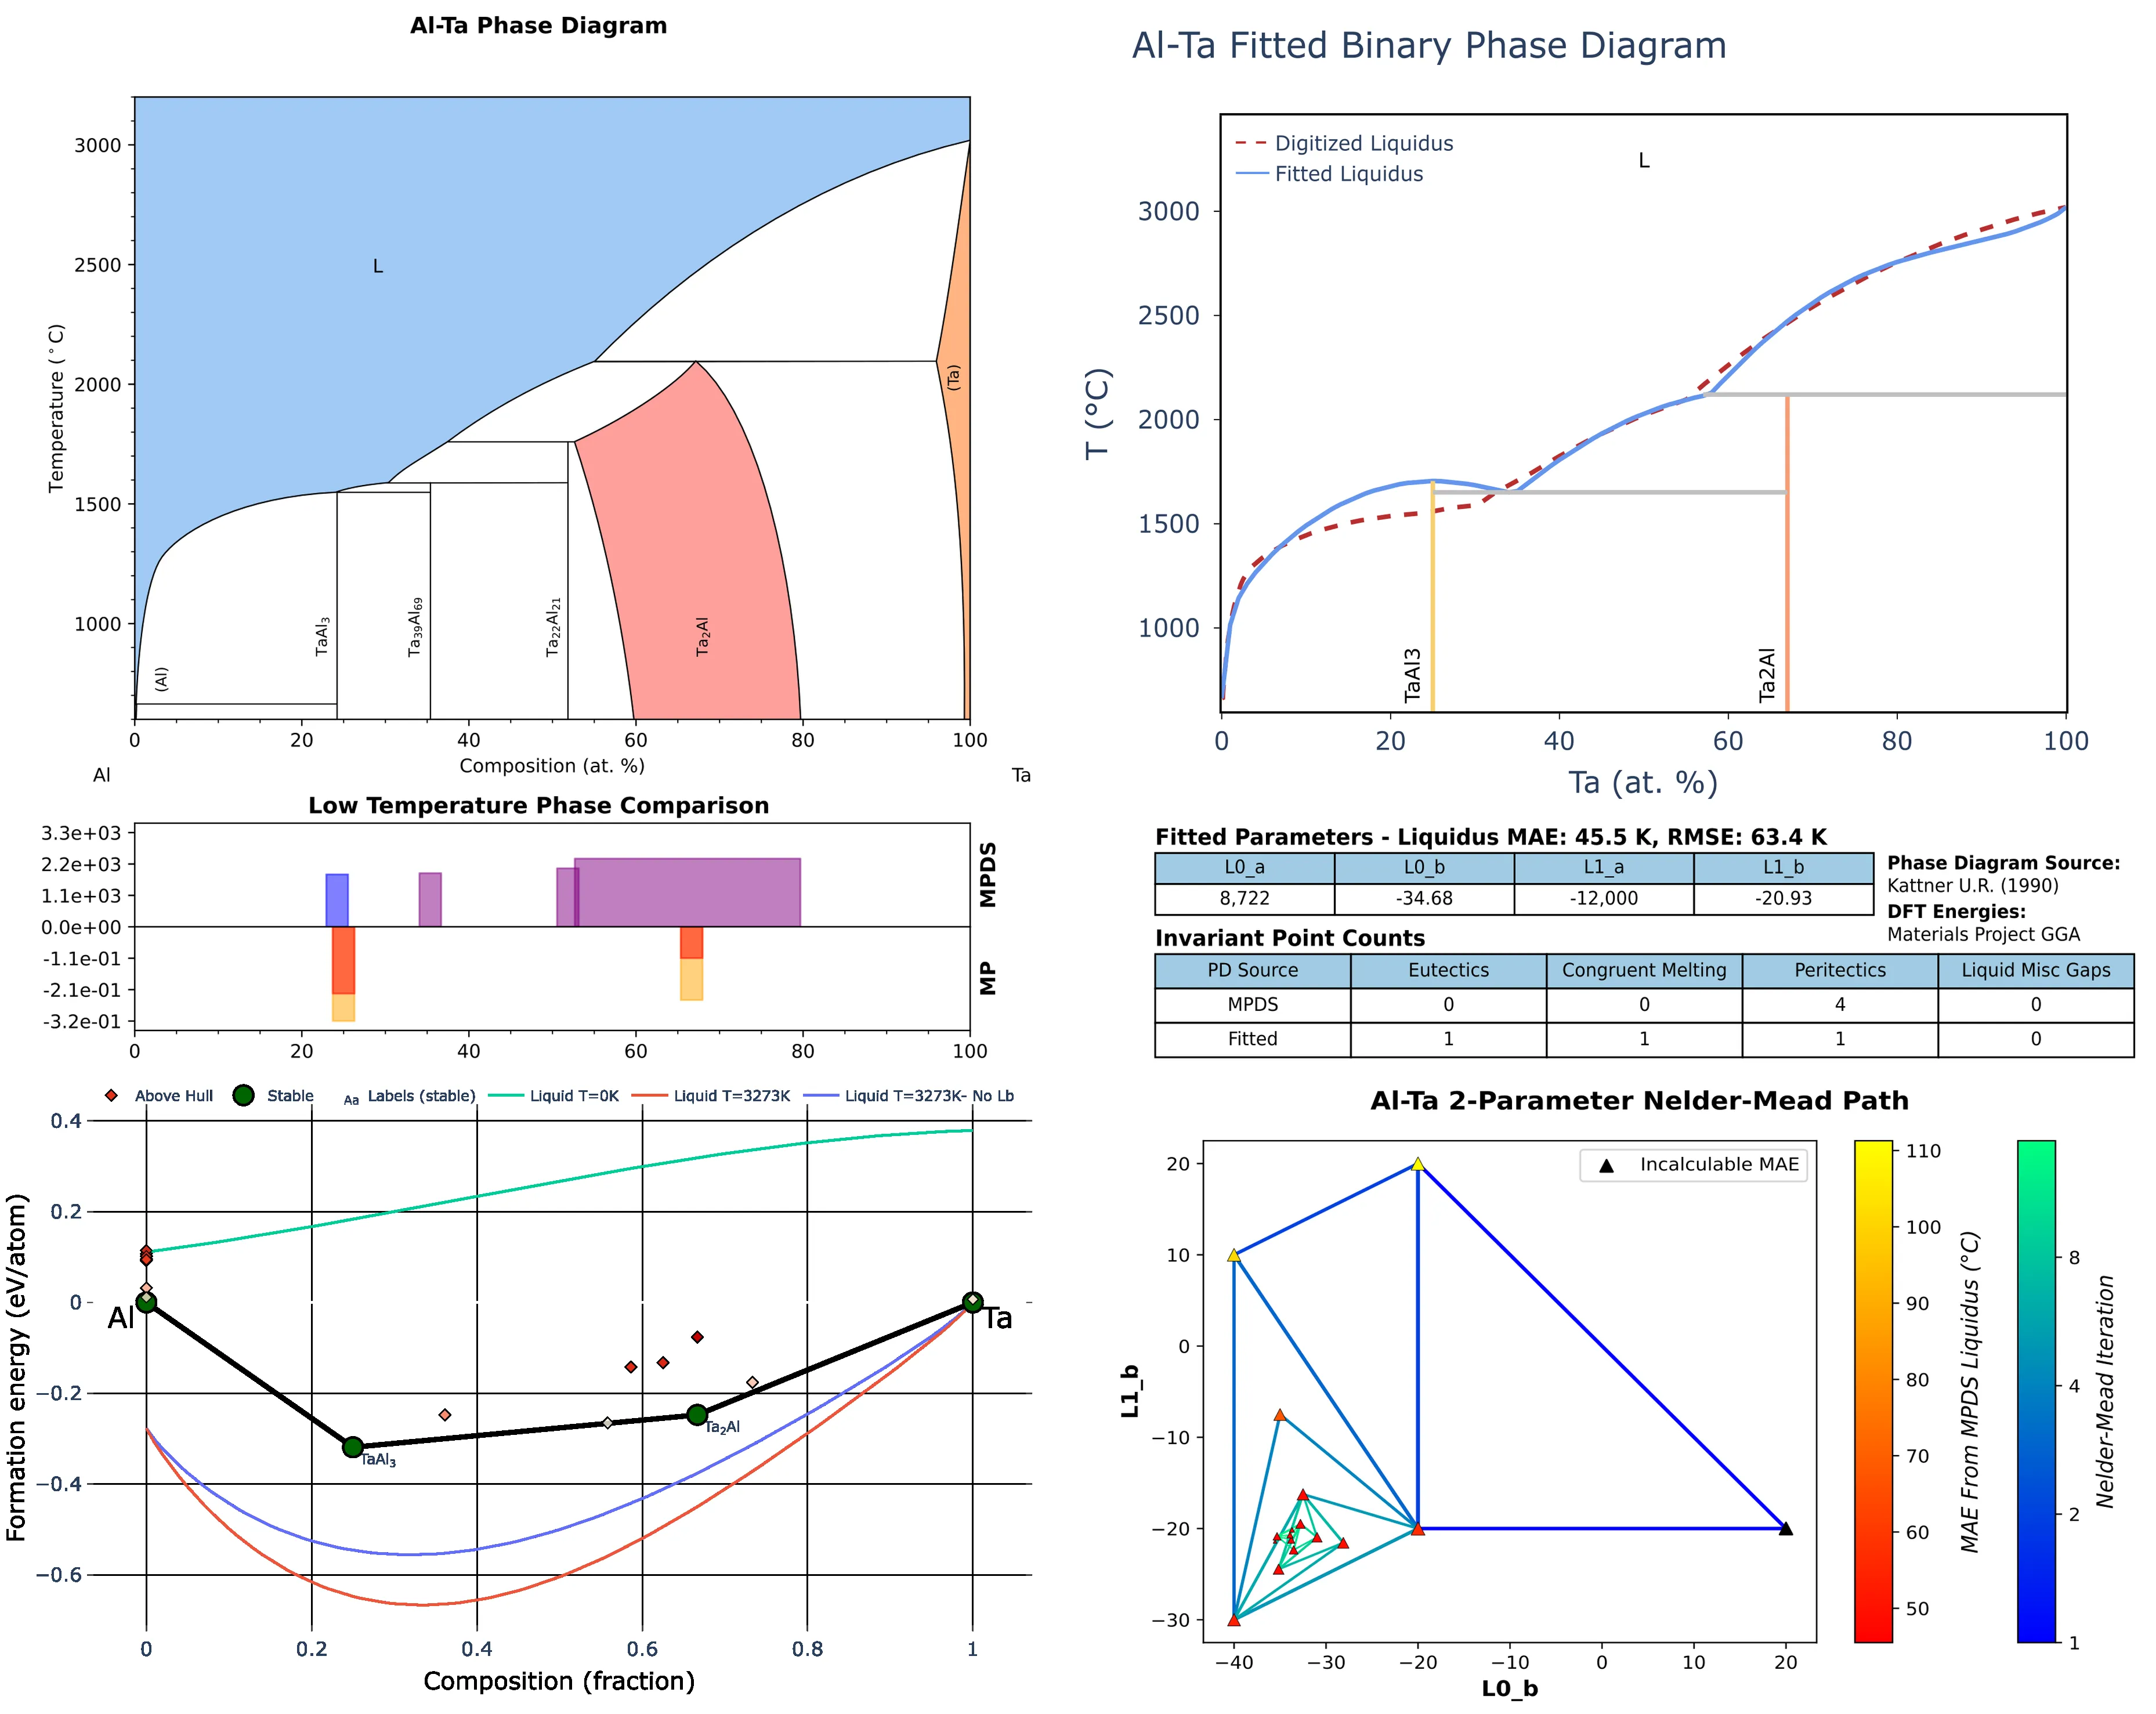 Al-Ta Phase Diagram
3000
2500
2000
1500
1000
Temperature (°C)
L
(Al)
TaAl3
Ta39Al69
Ta22Al21
Ta2Al
(Ta)
0 20 40 60 80 100
Composition (at. %)
Al Ta
Al-Ta Fitted Binary Phase Diagram
Digitized Liquidus
Fitted Liquidus
L
3000
2500
2000
1500
1000
T (°C)
TaAl3
Ta2Al
0 20 40 60 80 100
Ta (at. %)
Low Temperature Phase Comparison
3.3e+03
2.2e+03
1.1e+03
0.0e+00
-1.1e-01
-2.1e-01
-3.2e-01
MPDS
MP
0 20 40 60 80 100
Fitted Parameters - Liquidus MAE: 45.5 K, RMSE: 63.4 K
L0_a L0_b L1_a L1_b
8,722 -34.68 -12,000 -20.93
Phase Diagram Source:
Kattner U.R. (1990)
DFT Energies:
Materials Project GGA
Invariant Point Counts
PD Source Eutectics Congruent Melting Peritectics Liquid Misc Gaps
MPDS 0 0 4 0
Fitted 1 1 1 0
Above Hull Stable Aa Labels (stable) Liquid T=0K Liquid T=3273K Liquid T=3273K- No Lb
0.4
0.2
0
−0.2
−0.4
−0.6
Formation energy (eV/atom)
Al
Ta
TaAl3
Ta2Al
0 0.2 0.4 0.6 0.8 1
Composition (fraction)
Al-Ta 2-Parameter Nelder-Mead Path
Incalculable MAE
20
10
0
−10
−20
−30
L1_b
−40 −30 −20 −10 0 10 20
L0_b
110
100
90
80
70
60
50
MAE From MPDS Liquidus (°C)
8
4
2
1
Nelder-Mead Iteration